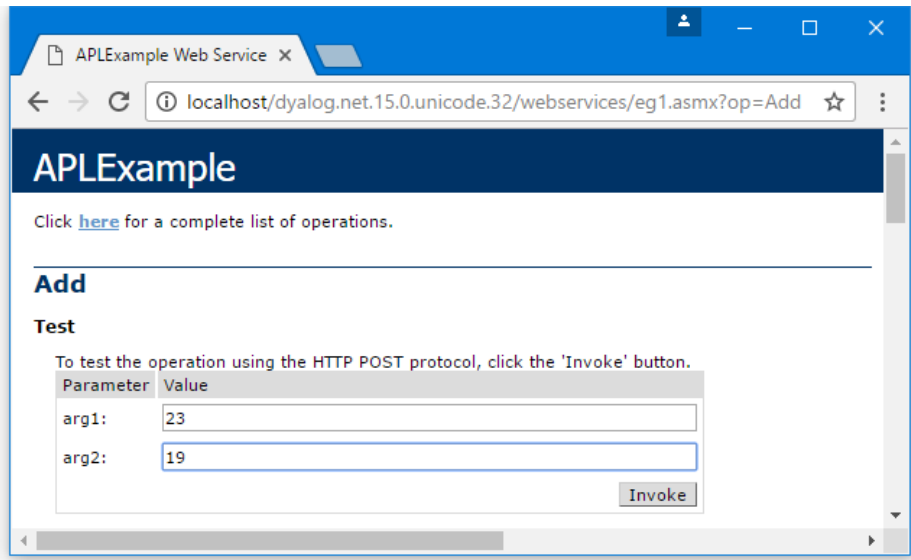 APLExample Web Service
localhost/dyalog.net.15.0.unicode.32/webservices/eg1.asmx?op=Add
APLExample
Click here for a complete list of operations.
Add
Test
To test the operation using the HTTP POST protocol, click the 'Invoke' button.
Parameter Value
arg1: 23
arg2: 19
Invoke